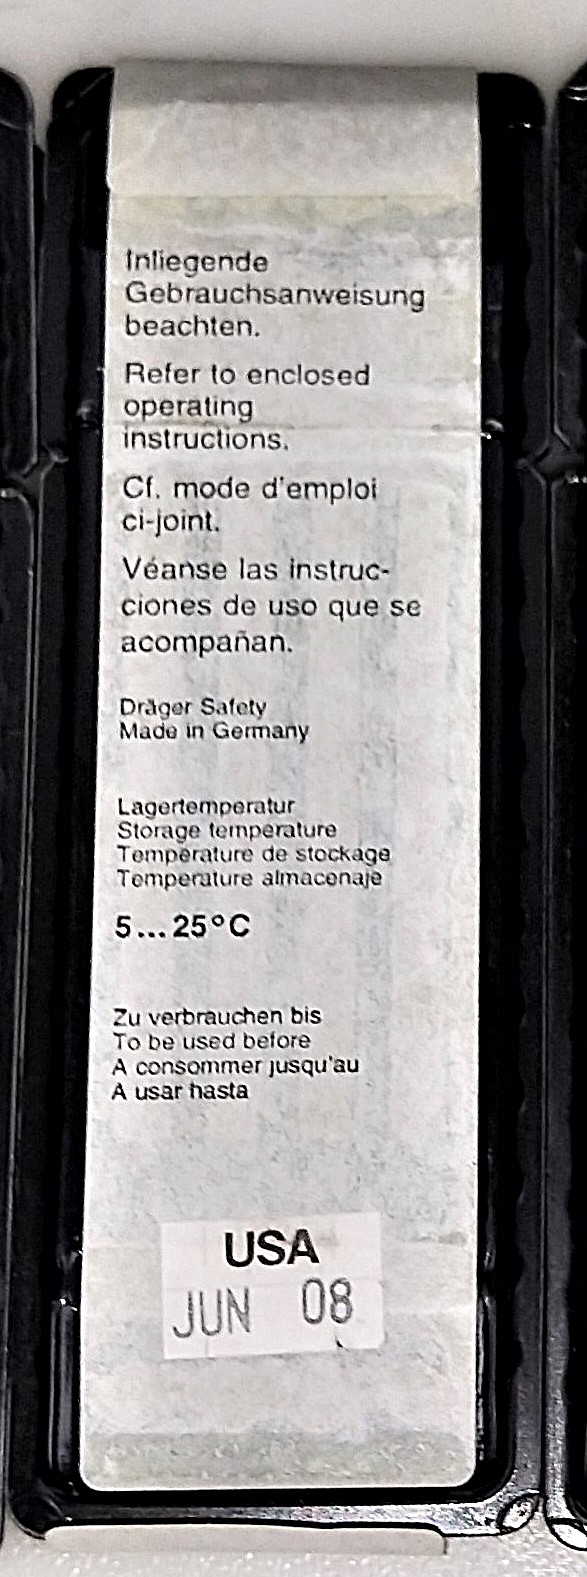 Inliegende
Gebrauchsanweisung
beachten.
Refer to enclosed
operating
instructions.
Cf. mode d'emploi
ci-joint.
Véanse las instruc-
ciones de uso que se
acompañan.
Dräger Safety
Made in Germany
Lagertemperatur
Storage temperature
Température de stockage
Temperature almacenaje
5...25°C
Zu verbrauchen bis
To be used before
A consommer jusqu'au
A usar hasta
USA
JUN 08